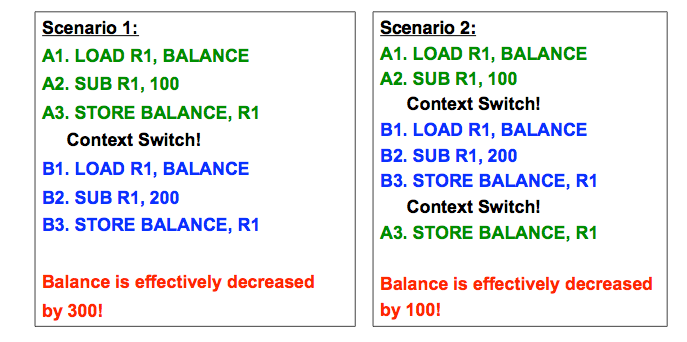 Scenario 1:
A1. LOAD R1, BALANCE
A2. SUB R1, 100
A3. STORE BALANCE, R1
Context Switch!
B1. LOAD R1, BALANCE
B2. SUB R1, 200
B3. STORE BALANCE, R1
Balance is effectively decreased
by 300!
Scenario 2:
A1. LOAD R1, BALANCE
A2. SUB R1, 100
Context Switch!
B1. LOAD R1, BALANCE
B2. SUB R1, 200
B3. STORE BALANCE, R1
Context Switch!
A3. STORE BALANCE, R1
Balance is effectively decreased
by 100!